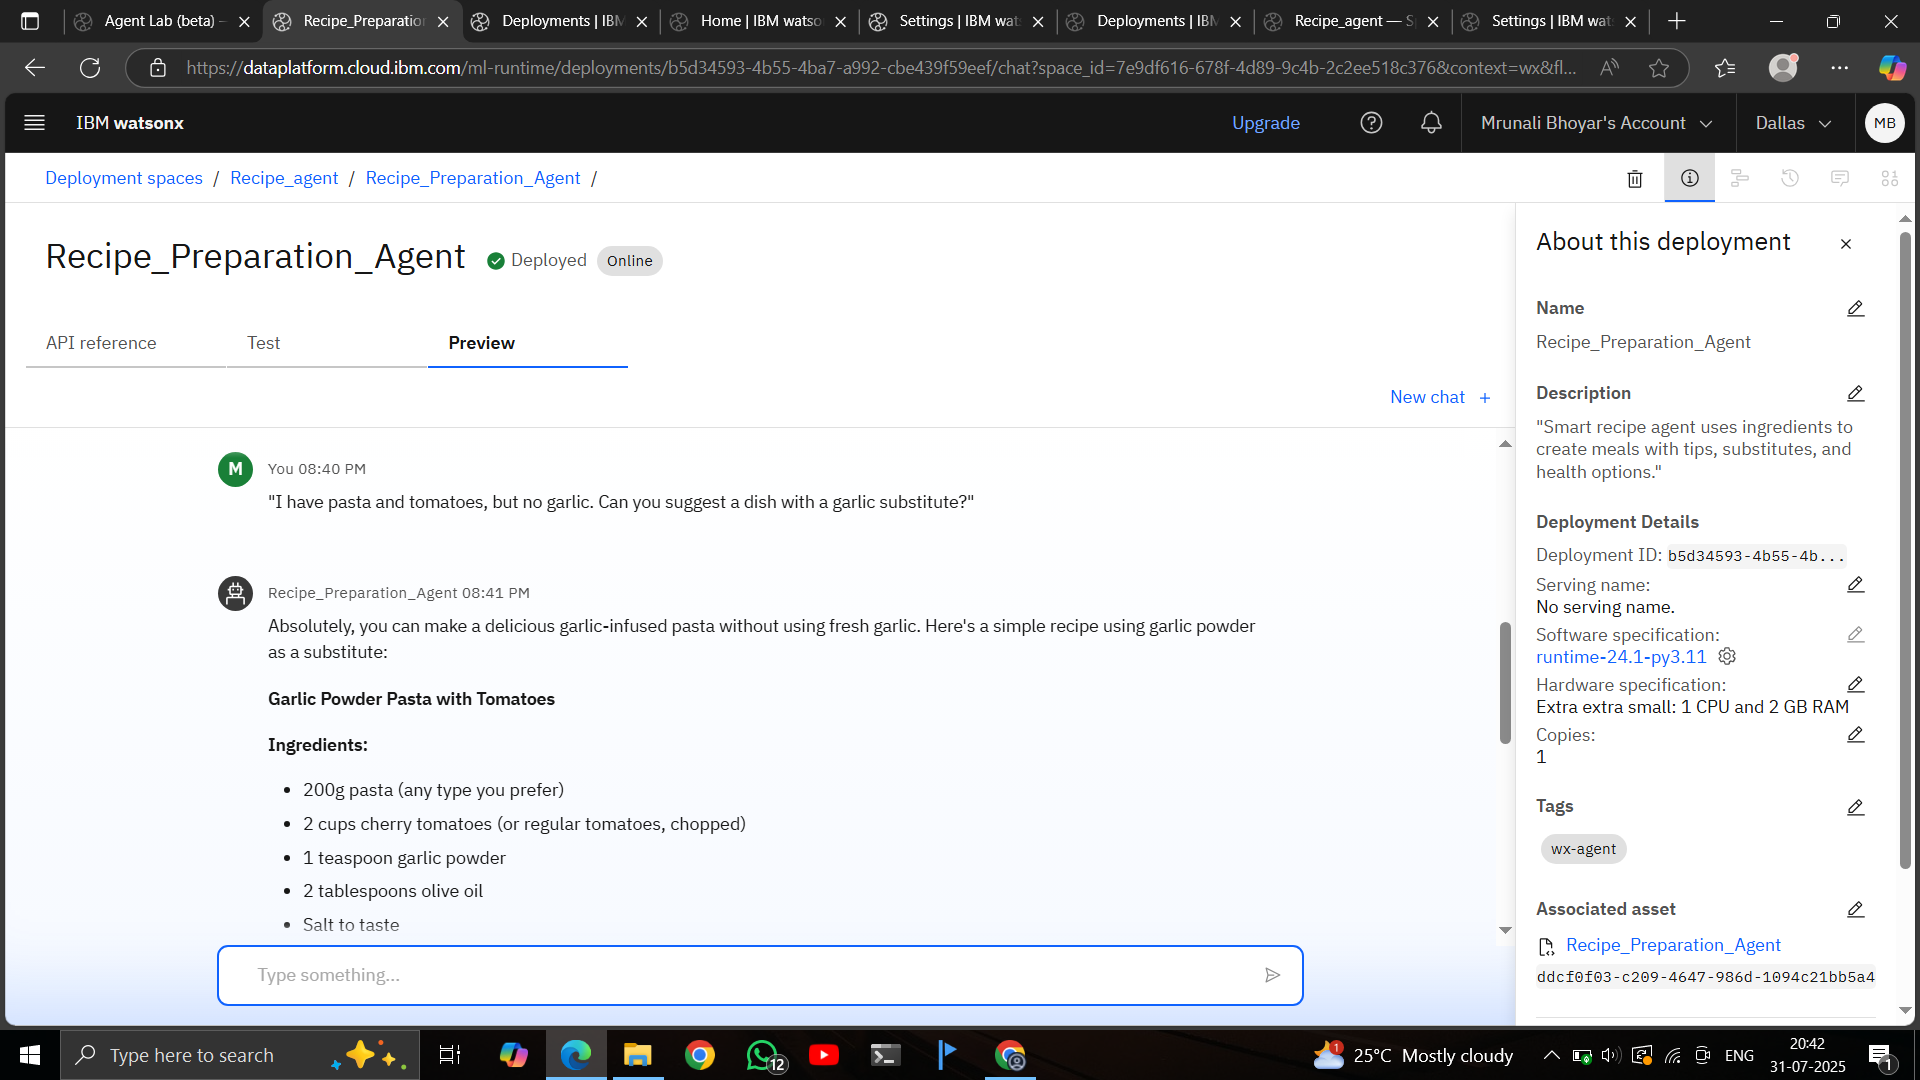 Agent Lab (beta) -
Recipe_Preparatio
Deployments | IBM
Home | IBM watso
Settings | IBM wat
Deployments | IBM
Recipe_agent — S
Settings | IBM wat
https://dataplatform.cloud.ibm.com/ml-runtime/deployments/b5d34593-4b55-4ba7-a992-cbe439f59eef/chat?space_id=7e9df616-678f-4d89-9c4b-2c2ee518c376&context=wx&fl...
IBM watsonx
Upgrade
Mrunali Bhoyar's Account
Dallas
MB
Deployment spaces / Recipe_agent / Recipe_Preparation_Agent /
Recipe_Preparation_Agent
Deployed
Online
API reference
Test
Preview
New chat +
M
You 08:40 PM
"I have pasta and tomatoes, but no garlic. Can you suggest a dish with a garlic substitute?"
Recipe_Preparation_Agent 08:41 PM
Absolutely, you can make a delicious garlic-infused pasta without using fresh garlic. Here's a simple recipe using garlic powder
as a substitute:
Garlic Powder Pasta with Tomatoes
Ingredients:
• 200g pasta (any type you prefer)
• 2 cups cherry tomatoes (or regular tomatoes, chopped)
• 1 teaspoon garlic powder
• 2 tablespoons olive oil
• Salt to taste
Type something...
About this deployment
Name
Recipe_Preparation_Agent
Description
"Smart recipe agent uses ingredients to
create meals with tips, substitutes, and
health options."
Deployment Details
Deployment ID: b5d34593-4b55-4b...
Serving name:
No serving name.
Software specification:
runtime-24.1-py3.11
Hardware specification:
Extra extra small: 1 CPU and 2 GB RAM
Copies:
1
Tags
wx-agent
Associated asset
Recipe_Preparation_Agent
ddcf0f03-c209-4647-986d-1094c21bb5a4
Type here to search
12
1
25°C Mostly cloudy
ENG
20:42
31-07-2025
1